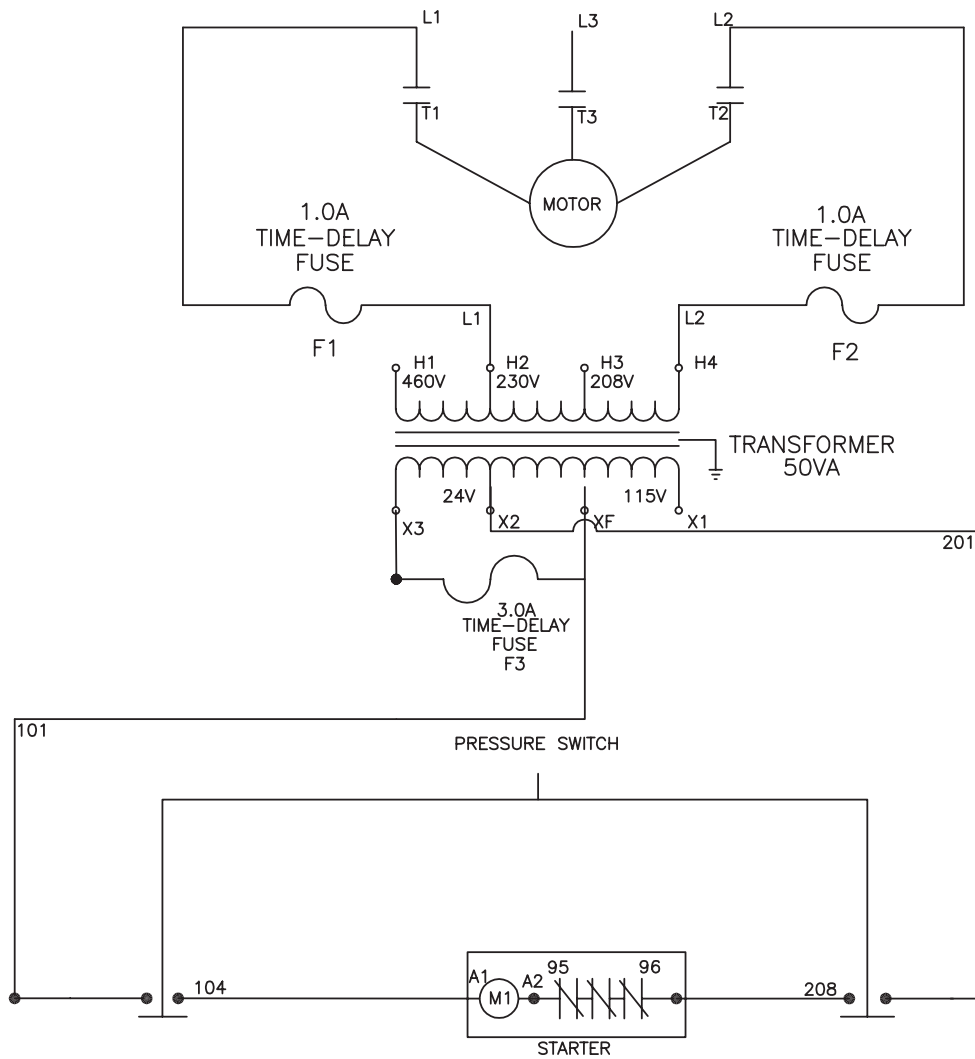 L1
L3
L2
T1
T3
T2
MOTOR
1.0A
TIME-DELAY
FUSE
1.0A
TIME-DELAY
FUSE
L1
L2
F1
F2
H1
460V
H2
230V
H3
208V
H4
TRANSFORMER
50VA
24V
115V
X3
X2
XF
X1
201
3.0A
TIME-DELAY
FUSE
F3
101
PRESSURE SWITCH
104
A1
M1
A2
95
96
208
STARTER